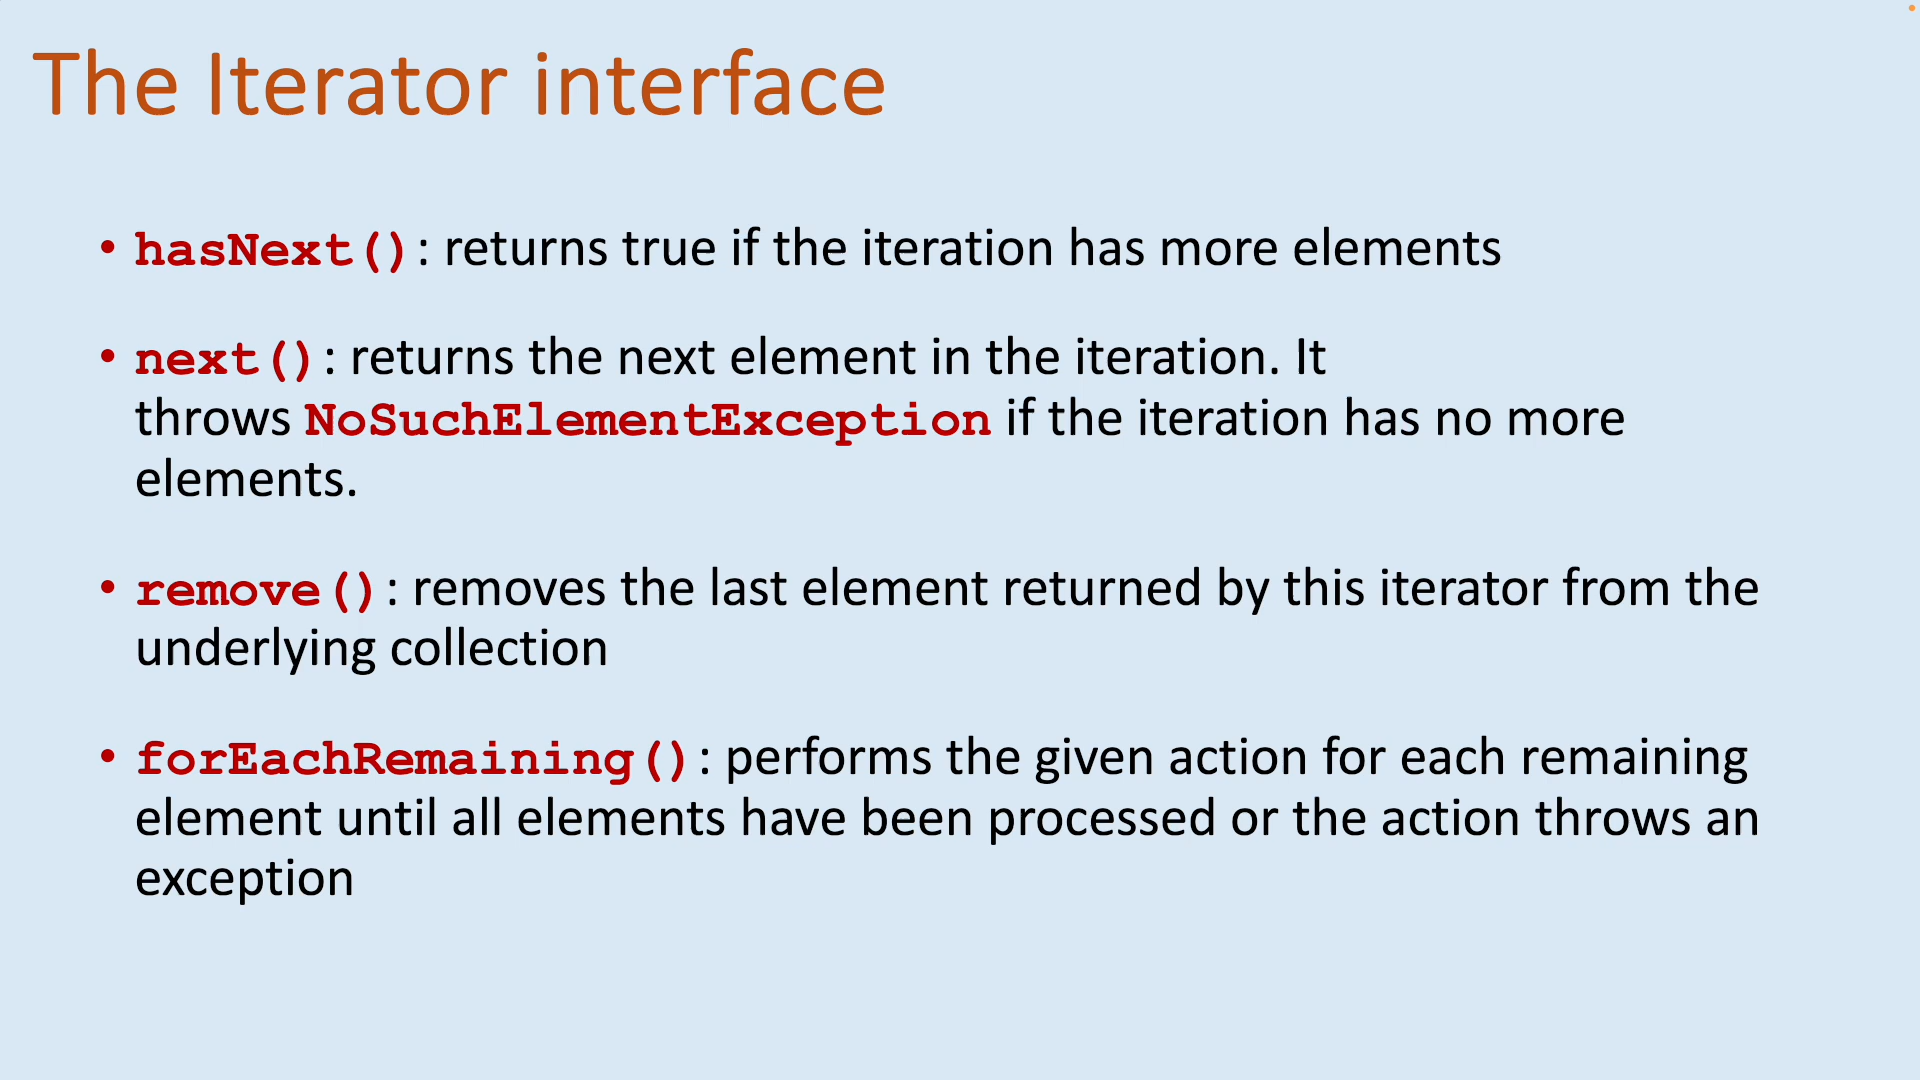 The Iterator interface
• hasNext(): returns true if the iteration has more elements
• next(): returns the next element in the iteration. It
throws NoSuchElementException if the iteration has no more
elements.
• remove(): removes the last element returned by this iterator from the
underlying collection
• forEachRemaining(): performs the given action for each remaining
element until all elements have been processed or the action throws an
exception